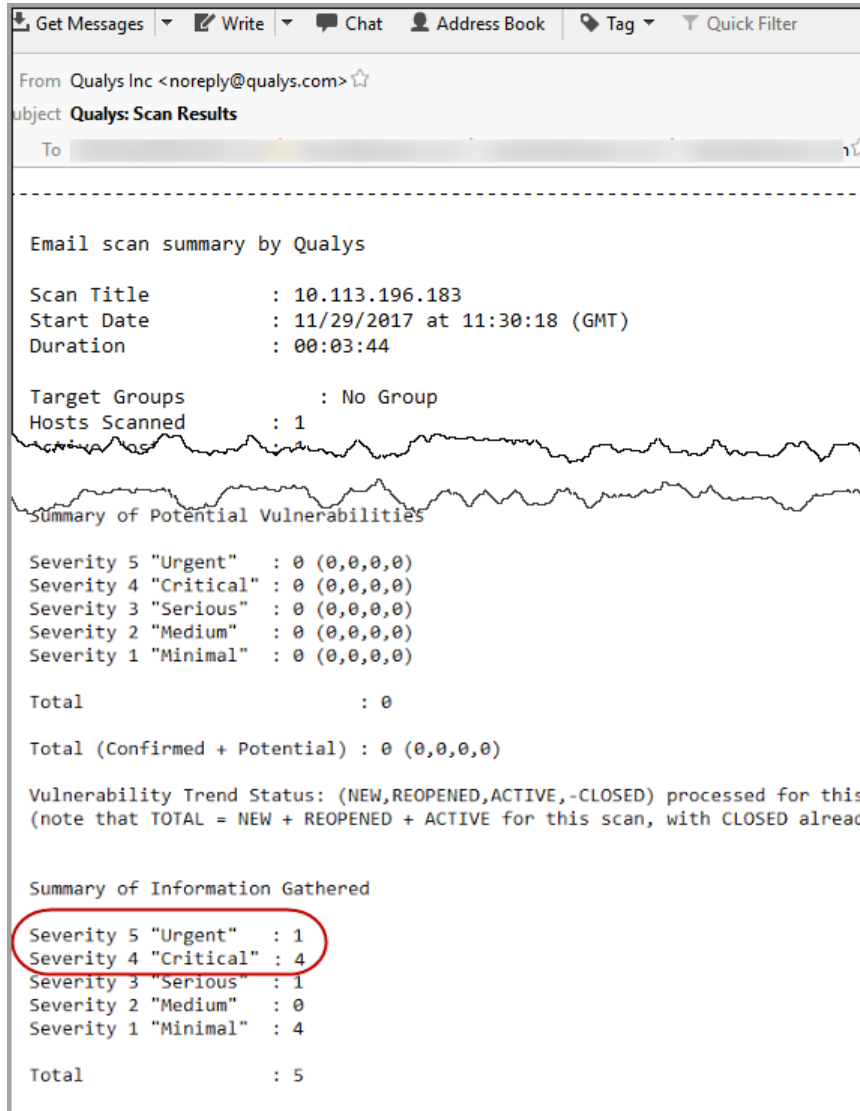 Get Messages Write Chat Address Book Tag Quick Filter
From Qualys Inc <noreply@qualys.com>
ubject Qualys: Scan Results
To
Email scan summary by Qualys
Scan Title : 10.113.196.183
Start Date : 11/29/2017 at 11:30:18 (GMT)
Duration : 00:03:44
Target Groups : No Group
Hosts Scanned : 1
Summary of Potential Vulnerabilities
Severity 5 "Urgent" : 0 (0,0,0,0)
Severity 4 "Critical" : 0 (0,0,0,0)
Severity 3 "Serious" : 0 (0,0,0,0)
Severity 2 "Medium" : 0 (0,0,0,0)
Severity 1 "Minimal" : 0 (0,0,0,0)
Total : 0
Total (Confirmed + Potential) : 0 (0,0,0,0)
Vulnerability Trend Status: (NEW,REOPENED,ACTIVE,-CLOSED) processed for this
(note that TOTAL = NEW + REOPENED + ACTIVE for this scan, with CLOSED alread
Summary of Information Gathered
Severity 5 "Urgent" : 1
Severity 4 "Critical" : 4
Severity 3 "Serious" : 1
Severity 2 "Medium" : 0
Severity 1 "Minimal" : 4
Total : 5